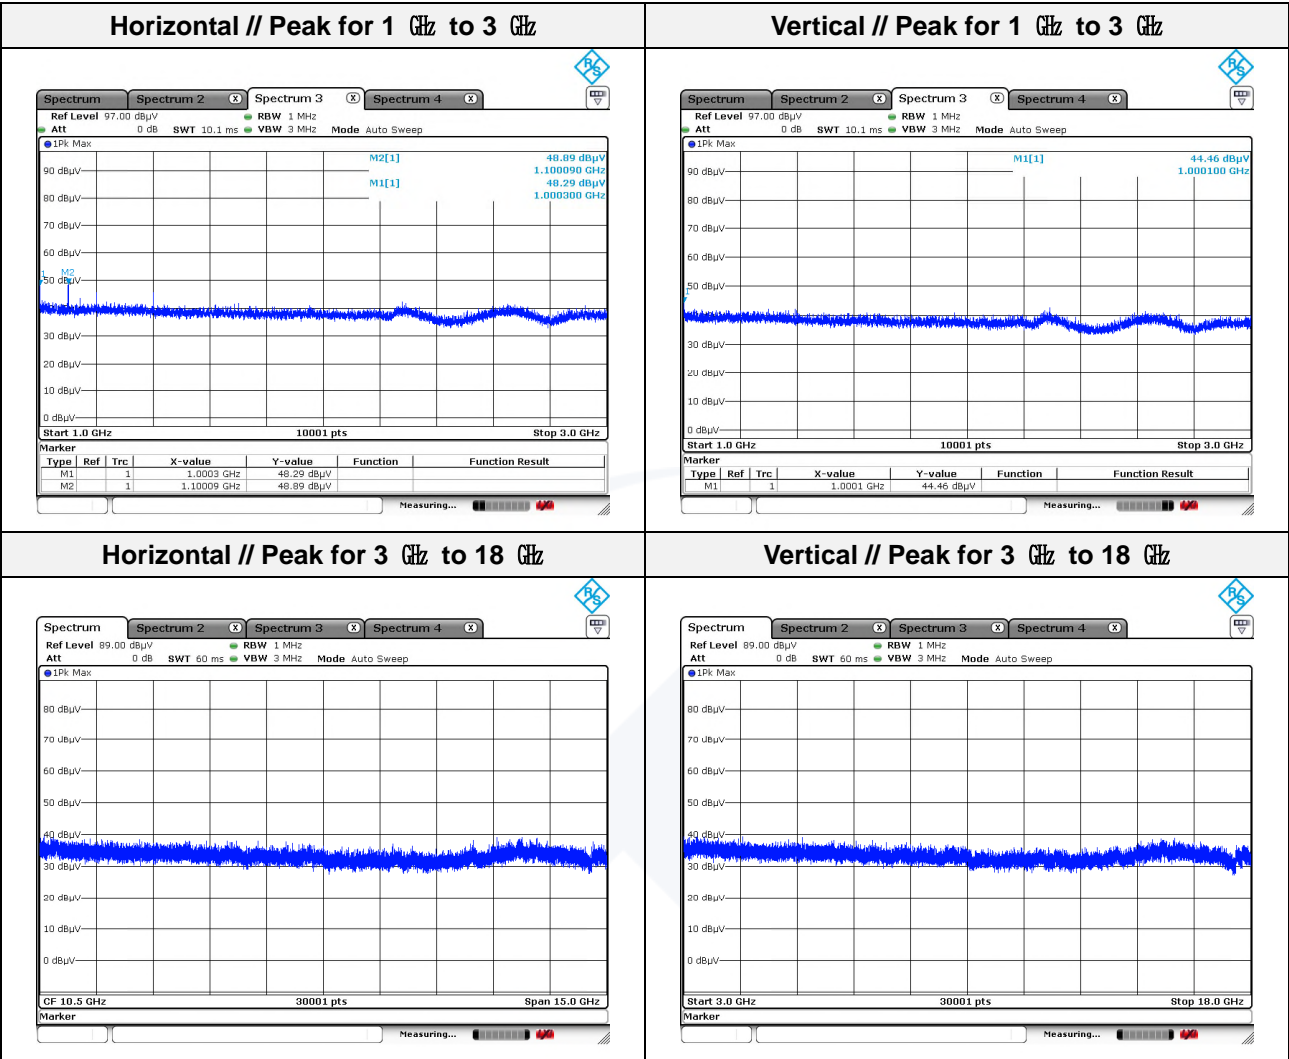 Horizontal // Peak for 1 ㎓ to 3 ㎓
Vertical // Peak for 1 ㎓ to 3 ㎓
R&S
Spectrum Spectrum 2 X Spectrum 3 X Spectrum 4 X
Ref Level 97.00 dBµV RBW 1 MHz
Att 0 dB SWT 10.1 ms VBW 3 MHz Mode Auto Sweep
1Pk Max
M2[1] 48.89 dBµV
1.100090 GHz
M1[1] 48.29 dBµV
1.000300 GHz
90 dBµV
80 dBµV
70 dBµV
60 dBµV
1 M2
50 dBµV
30 dBµV
20 dBµV
10 dBµV
0 dBµV
Start 1.0 GHz 10001 pts Stop 3.0 GHz
Marker
Type Ref Trc X-value Y-value Function Function Result
M1 1 1.0003 GHz 48.29 dBµV
M2 1 1.10009 GHz 48.89 dBµV
Measuring...
R&S
Spectrum Spectrum 2 X Spectrum 3 X Spectrum 4 X
Ref Level 97.00 dBµV RBW 1 MHz
Att 0 dB SWT 10.1 ms VBW 3 MHz Mode Auto Sweep
1Pk Max
M1[1] 44.46 dBµV
1.000100 GHz
90 dBµV
80 dBµV
70 dBµV
60 dBµV
50 dBµV
30 dBµV
20 dBµV
10 dBµV
0 dBµV
Start 1.0 GHz 10001 pts Stop 3.0 GHz
Marker
Type Ref Trc X-value Y-value Function Function Result
M1 1 1.0001 GHz 44.46 dBµV
Measuring...
Horizontal // Peak for 3 ㎓ to 18 ㎓
Vertical // Peak for 3 ㎓ to 18 ㎓
R&S
Spectrum Spectrum 2 X Spectrum 3 X Spectrum 4 X
Ref Level 89.00 dBµV RBW 1 MHz
Att 0 dB SWT 60 ms VBW 3 MHz Mode Auto Sweep
1Pk Max
80 dBµV
70 dBµV
60 dBµV
50 dBµV
40 dBµV
30 dBµV
20 dBµV
10 dBµV
0 dBµV
CF 10.5 GHz 30001 pts Span 15.0 GHz
Marker
Measuring...
R&S
Spectrum Spectrum 2 X Spectrum 3 X Spectrum 4 X
Ref Level 89.00 dBµV RBW 1 MHz
Att 0 dB SWT 60 ms VBW 3 MHz Mode Auto Sweep
1Pk Max
80 dBµV
70 dBµV
60 dBµV
50 dBµV
40 dBµV
30 dBµV
20 dBµV
10 dBµV
0 dBµV
Start 3.0 GHz 30001 pts Stop 18.0 GHz
Marker
Measuring...